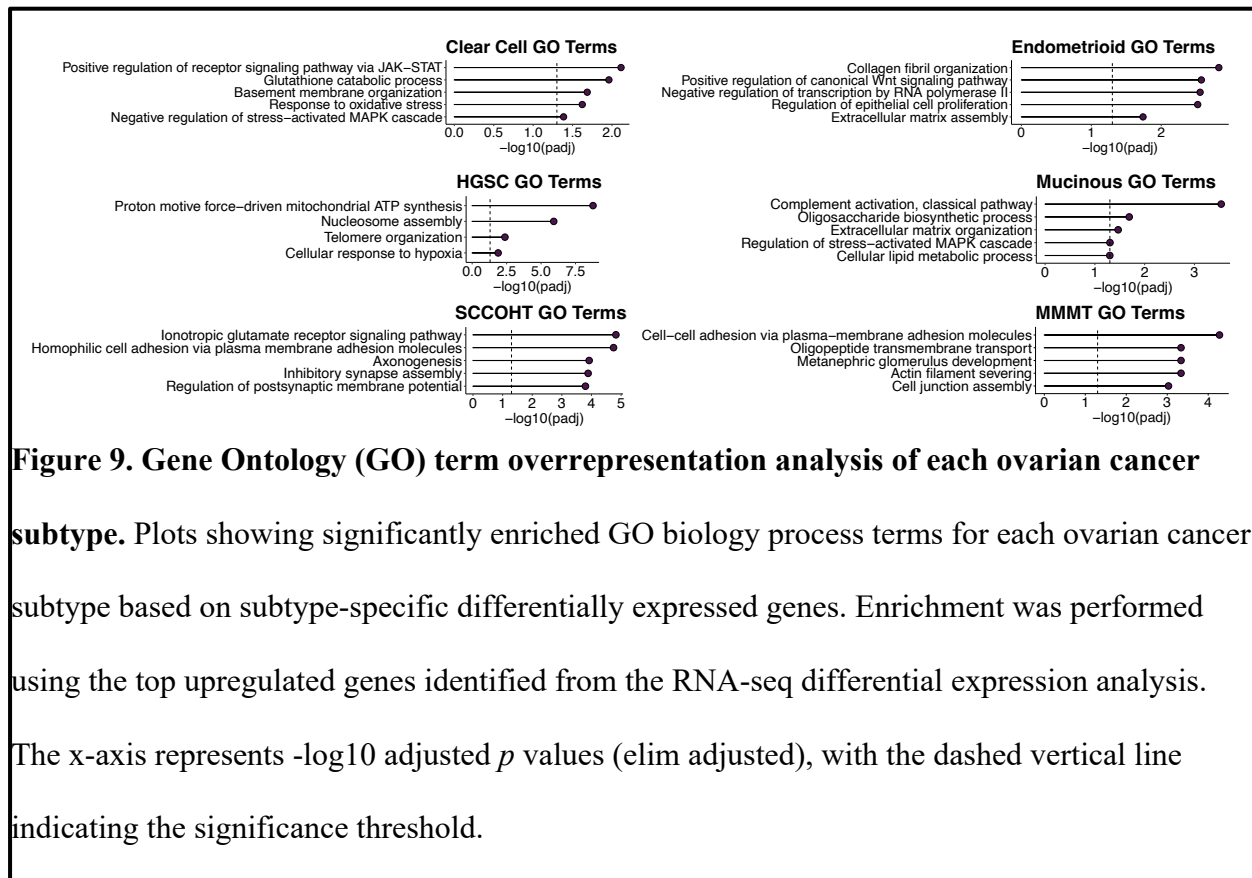 Clear Cell GO Terms
Positive regulation of receptor signaling pathway via JAK−STAT
Glutathione catabolic process
Basement membrane organization
Response to oxidative stress
Negative regulation of stress−activated MAPK cascade
0.0 0.5 1.0 1.5 2.0
−log10(padj)
Endometrioid GO Terms
Collagen fibril organization
Positive regulation of canonical Wnt signaling pathway
Negative regulation of transcription by RNA polymerase II
Regulation of epithelial cell proliferation
Extracellular matrix assembly
0 1 2
−log10(padj)
HGSC GO Terms
Proton motive force−driven mitochondrial ATP synthesis
Nucleosome assembly
Telomere organization
Cellular response to hypoxia
0.0 2.5 5.0 7.5
−log10(padj)
Mucinous GO Terms
Complement activation, classical pathway
Oligosaccharide biosynthetic process
Extracellular matrix organization
Regulation of stress−activated MAPK cascade
Cellular lipid metabolic process
0 1 2 3
−log10(padj)
SCCOHT GO Terms
Ionotropic glutamate receptor signaling pathway
Homophilic cell adhesion via plasma membrane adhesion molecules
Axonogenesis
Inhibitory synapse assembly
Regulation of postsynaptic membrane potential
0 1 2 3 4 5
−log10(padj)
MMMT GO Terms
Cell−cell adhesion via plasma−membrane adhesion molecules
Oligopeptide transmembrane transport
Metanephric glomerulus development
Actin filament severing
Cell junction assembly
0 1 2 3 4
−log10(padj)
Figure 9. Gene Ontology (GO) term overrepresentation analysis of each ovarian cancer
subtype. Plots showing significantly enriched GO biology process terms for each ovarian cancer
subtype based on subtype-specific differentially expressed genes. Enrichment was performed
using the top upregulated genes identified from the RNA-seq differential expression analysis.
The x-axis represents -log10 adjusted p values (elim adjusted), with the dashed vertical line
indicating the significance threshold.